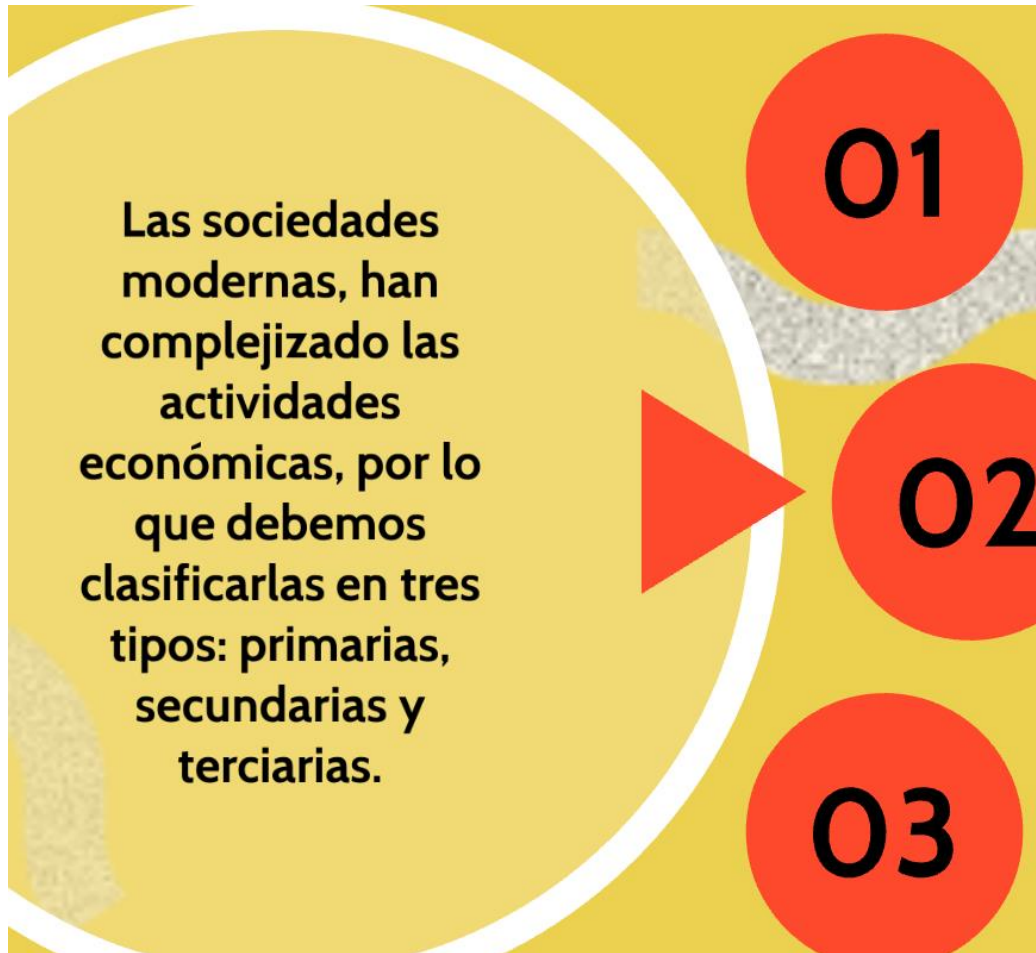 Las sociedades
modernas, han
complejizado las
actividades
económicas, por lo
que debemos
clasificarlas en tres
tipos: primarias,
secundarias y
terciarias.
01
02
03